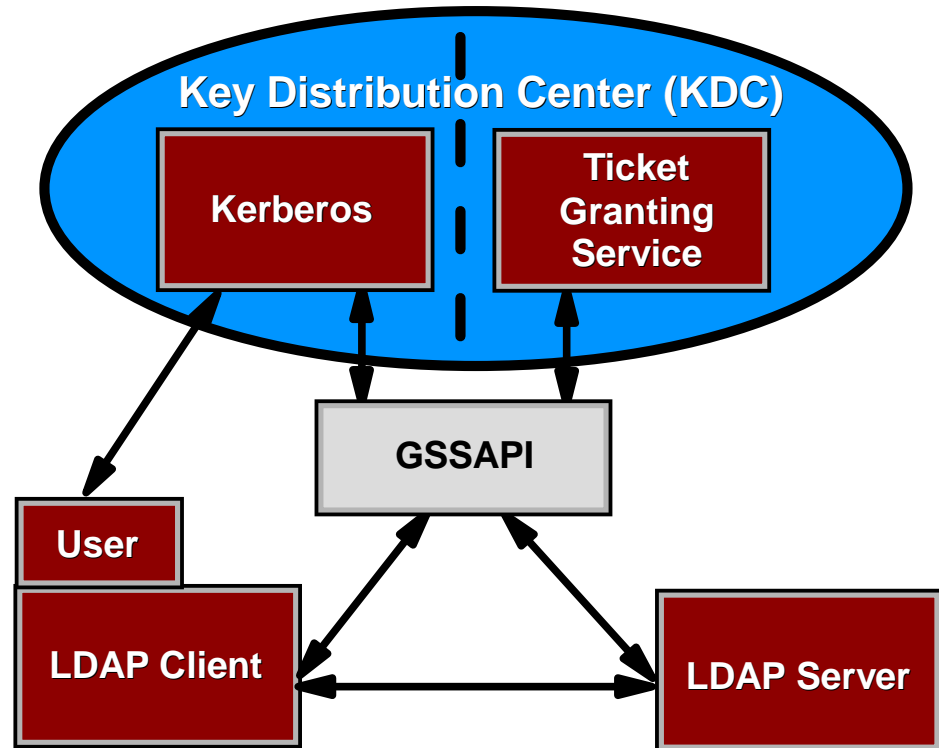 Key Distribution Center (KDC)
Kerberos
Ticket
Granting
Service
GSSAPI
User
LDAP Client
LDAP Server